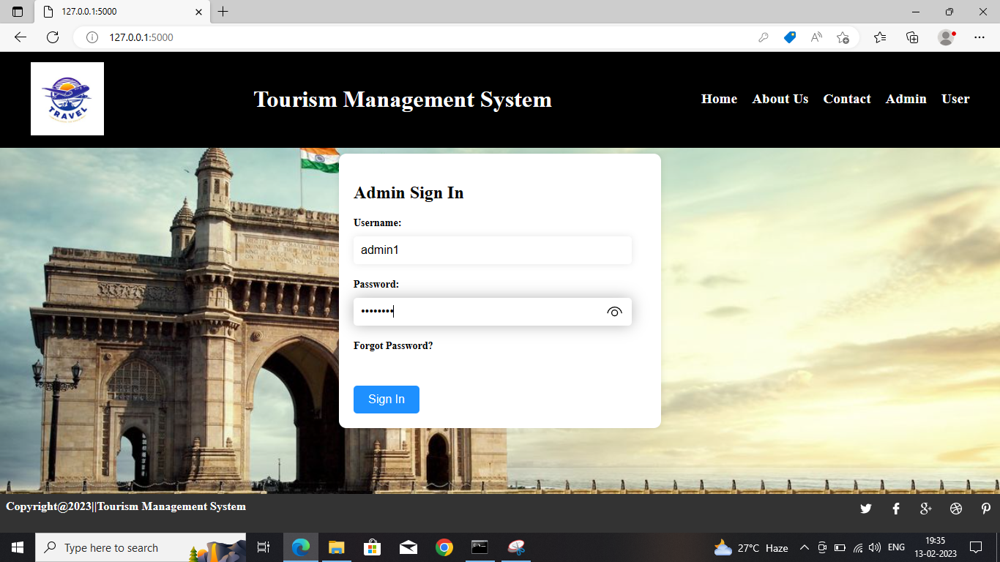 127.0.0.1:5000
127.0.0.1:5000
TRAVEL
Tourism Management System
Home About Us Contact Admin User
Admin Sign In
Username:
admin1
Password:
••••••••
Forgot Password?
Sign In
Copyright@2023||Tourism Management System
Type here to search
27°C Haze
ENG
19:35
13-02-2023